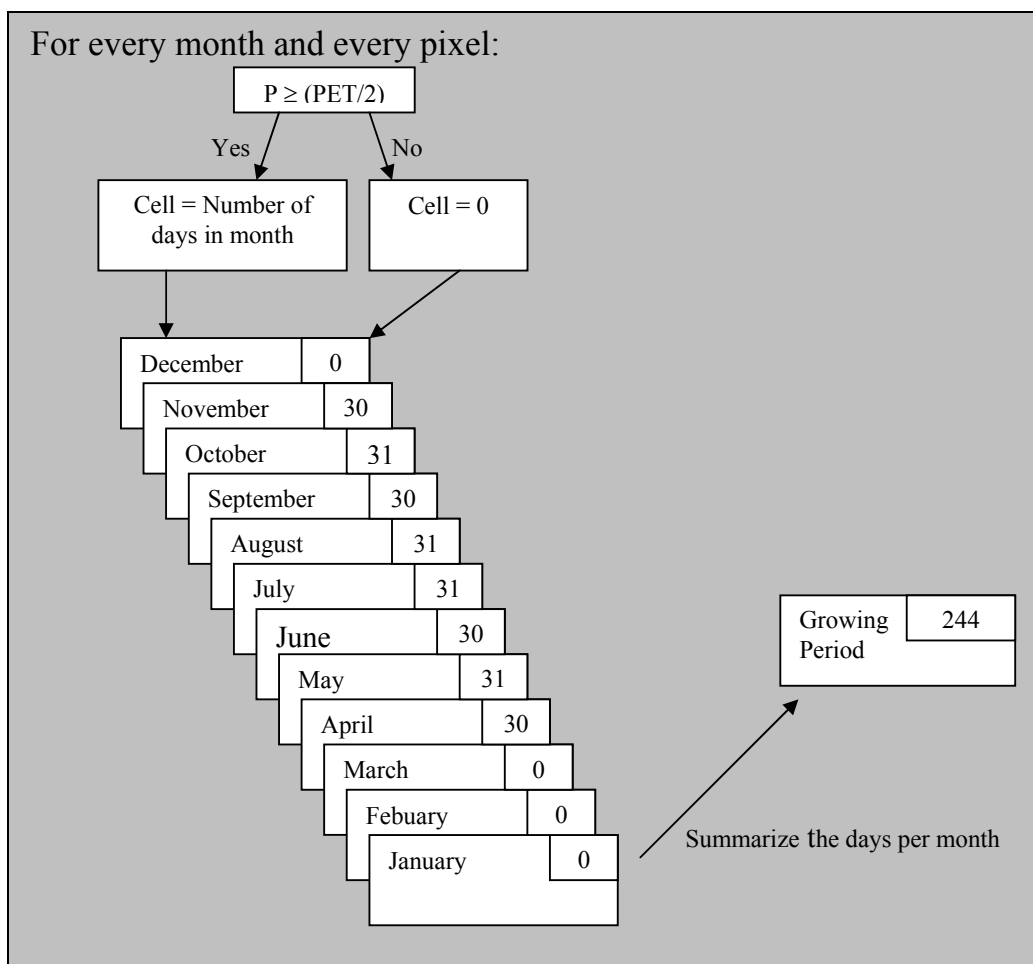 For every month and every pixel:
P ≥ (PET/2)
Yes
No
Cell = Number of
days in month
Cell = 0
December 0
November 30
October 31
September 30
August 31
July 31
June 30
May 31
April 30
March 0
Febuary 0
January 0
Growing 244
Period
Summarize the days per month